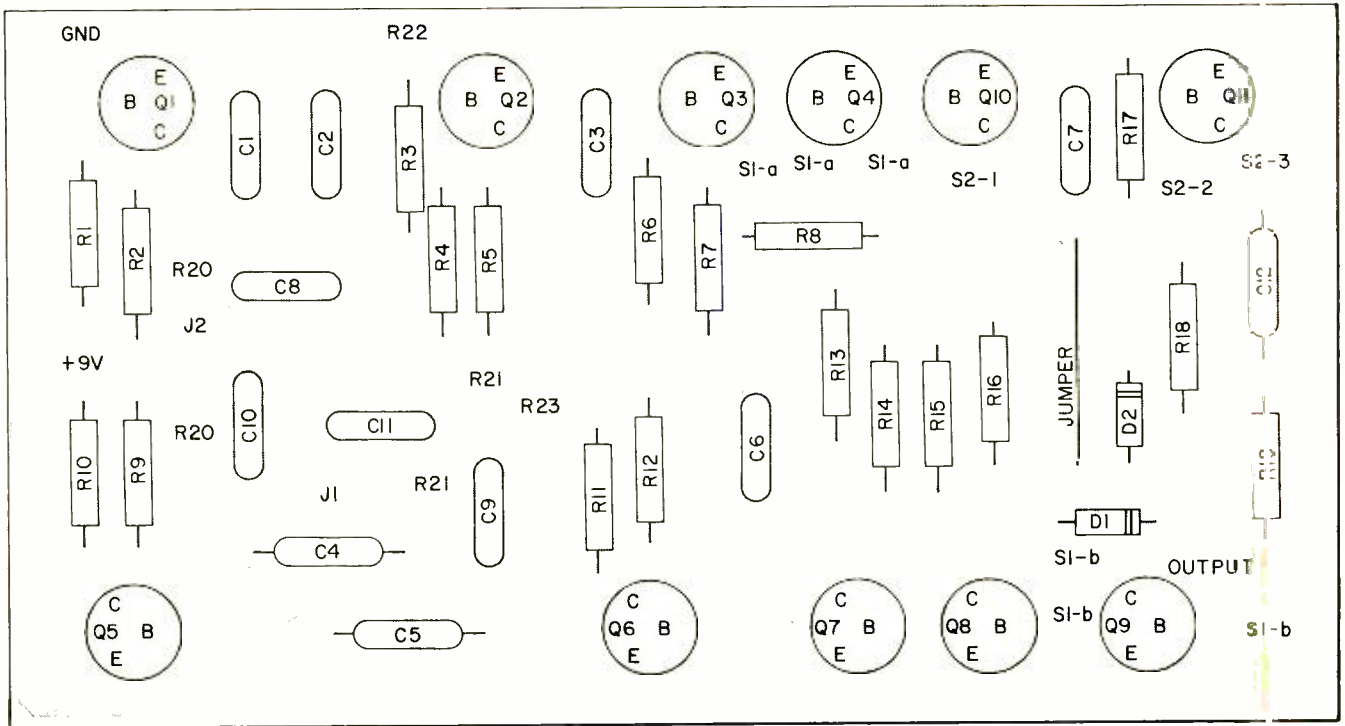 GND
R22
E
B Q1
C
C1
C2
R3
E
B Q2
C
C3
E
B Q3
C
E
B Q4
C
E
B Q10
C
C7
R17
E
B Q11
C
S1-a
S1-a
S1-a
S2-1
S2-2
S2-3
R1
R2
R20
C8
J2
R4
R5
R6
R7
R8
R13
R14
R15
R16
JUMPER
D2
R18
+9V
R21
R23
R10
R9
R20
C10
C11
J1
R21
C9
R11
R12
C6
C4
D1
S1-b
OUTPUT
C
Q5 B
E
C5
C
Q6 B
E
C
Q7 B
E
C
Q8 B
E
S1-b
C
Q9 B
E
S1-b